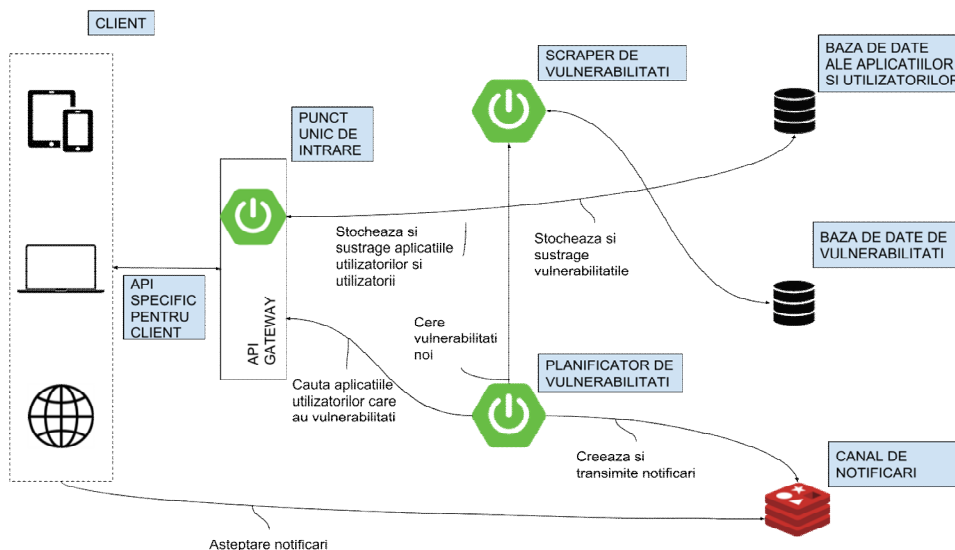 CLIENT
SCRAPER DE
VULNERABILITATI
BAZA DE DATE
ALE APLICATIILOR
SI UTILIZATORILOR
PUNCT
UNIC DE
INTRARE
Stocheaza si
sustrage aplicatiile
utilizatorilor si
utilizatorii
Stocheaza si
sustrage
vulnerabilitatile
BAZA DE DATE DE
VULNERABILITATI
API
SPECIFIC
PENTRU
CLIENT
API
GATEWAY
Cere
vulnerabilitati
noi
Cauta aplicatiile
utilizatorilor care
au vulnerabilitati
PLANIFICATOR DE
VULNERABILITATI
Creeaza si
transimite notificari
CANAL DE
NOTIFICARI
Asteptare notificari